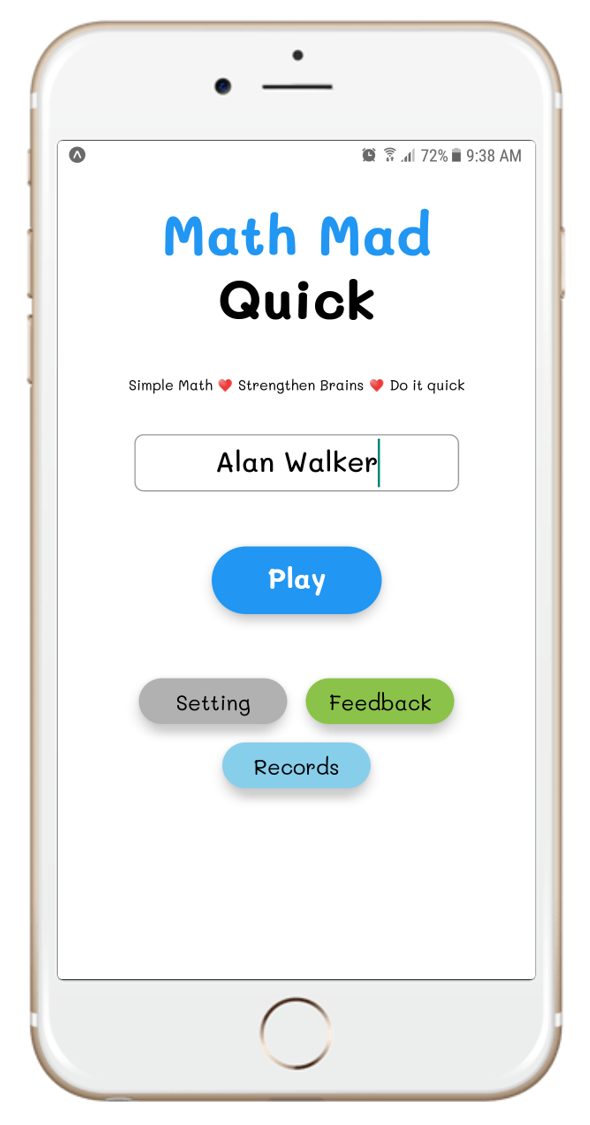 72% 9:38 AM
Math Mad
Quick
Simple Math ❤️ Strengthen Brains ❤️ Do it quick
Alan Walker
Play
Setting Feedback
Records